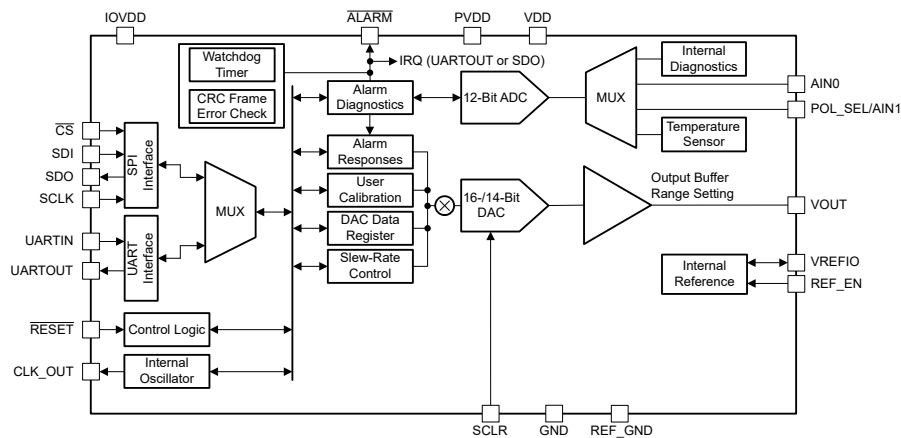 IOVDD
ALARM
PVDD
VDD
Watchdog
Timer
CRC Frame
Error Check
IRQ (UARTOUT or SDO)
Alarm
Diagnostics
12-Bit ADC
MUX
Internal
Diagnostics
AIN0
POL_SEL/AIN1
Temperature
Sensor
CS
SDI
SDO
SCLK
SPI
Interface
UARTIN
UARTOUT
UART
Interface
MUX
Alarm
Responses
User
Calibration
DAC Data
Register
Slew-Rate
Control
16-/14-Bit
DAC
Output Buffer
Range Setting
VOUT
Internal
Reference
VREFIO
REF_EN
RESET
Control Logic
CLK_OUT
Internal
Oscillator
SCLR
GND
REF_GND